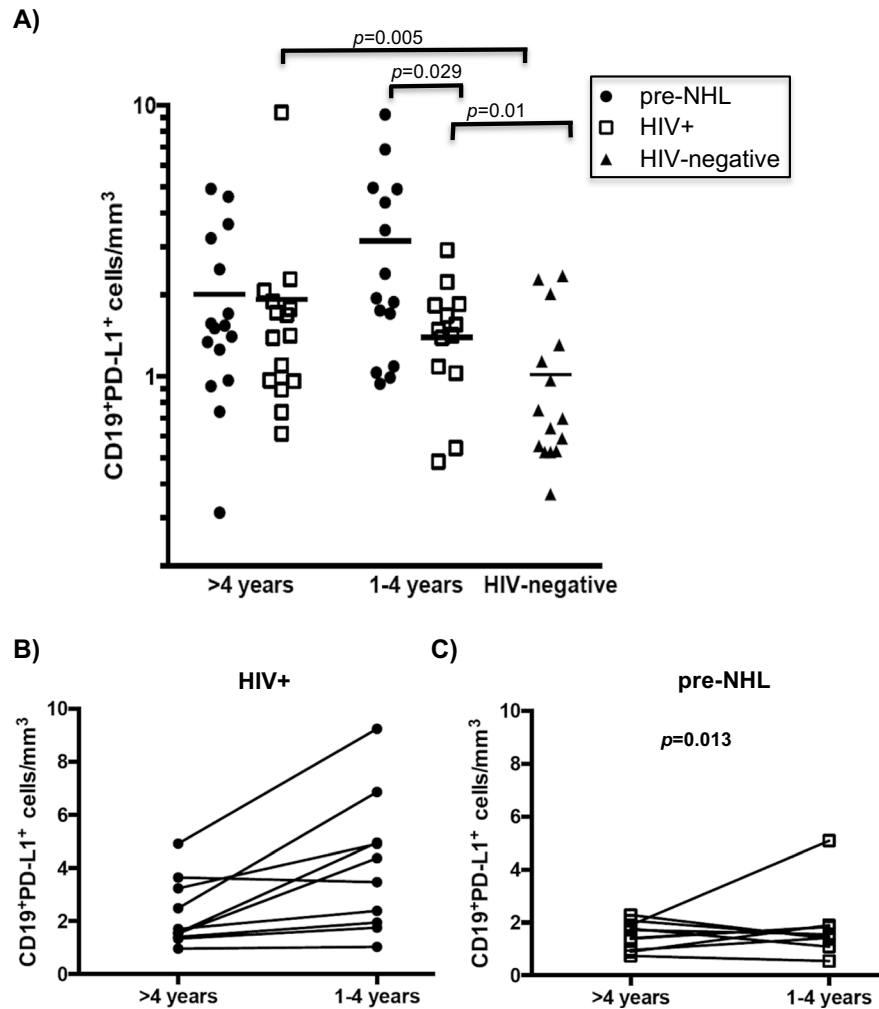 A)
p=0.005
p=0.029
p=0.01
pre-NHL
HIV+
HIV-negative
10
1
CD19+PD-L1+ cells/mm3
>4 years 1-4 years HIV-negative
B)
HIV+
10
8
6
4
2
0
CD19+PD-L1+ cells/mm3
>4 years 1-4 years
C)
pre-NHL
p=0.013
10
8
6
4
2
0
CD19+PD-L1+ cells/mm3
>4 years 1-4 years